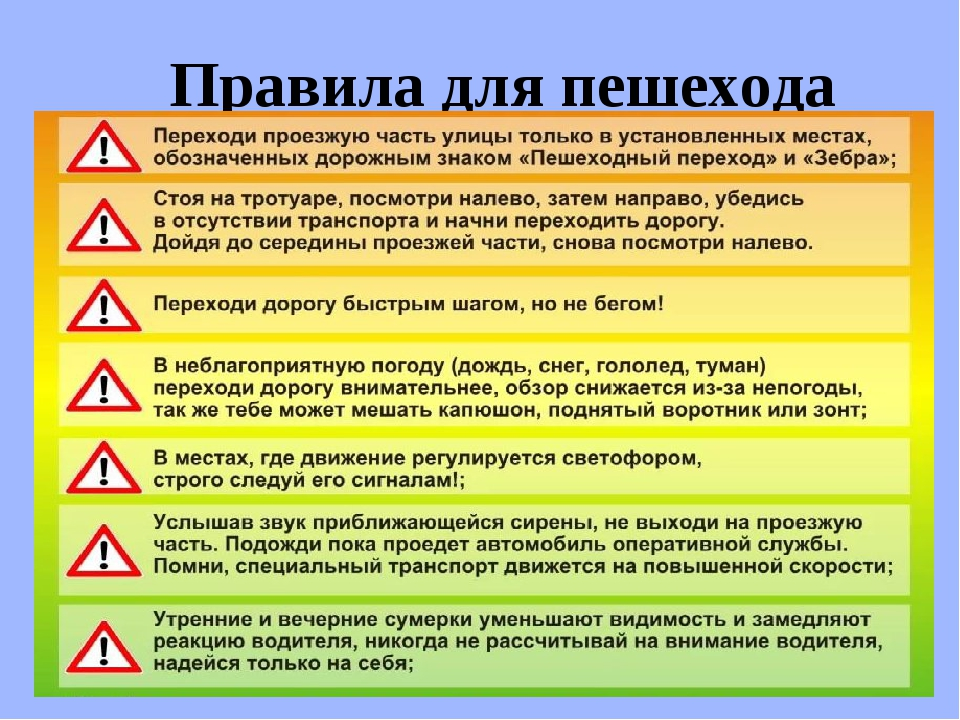 Правила для пешехода
Переходи проезжую часть улицы только в установленных местах,
обозначенных дорожным знаком «Пешеходный переход» и «Зебра»;
Стоя на тротуаре, посмотри налево, затем направо, убедись
в отсутствии транспорта и начни переходить дорогу.
Дойдя до середины проезжей части, снова посмотри налево.
Переходи дорогу быстрым шагом, но не бегом!
В неблагоприятную погоду (дождь, снег, гололед, туман)
переходи дорогу внимательнее, обзор снижается из-за непогоды,
так же тебе может мешать капюшон, поднятый воротник или зонт;
В местах, где движение регулируется светофором,
строго следуй его сигналам!;
Услышав звук приближающейся сирены, не выходи на проезжую
часть. Подожди пока проедет автомобиль оперативной службы.
Помни, специальный транспорт движется на повышенной скорости;
Утренние и вечерние сумерки уменьшают видимость и замедляют
реакцию водителя, никогда не рассчитывай на внимание водителя,
надейся только на себя;